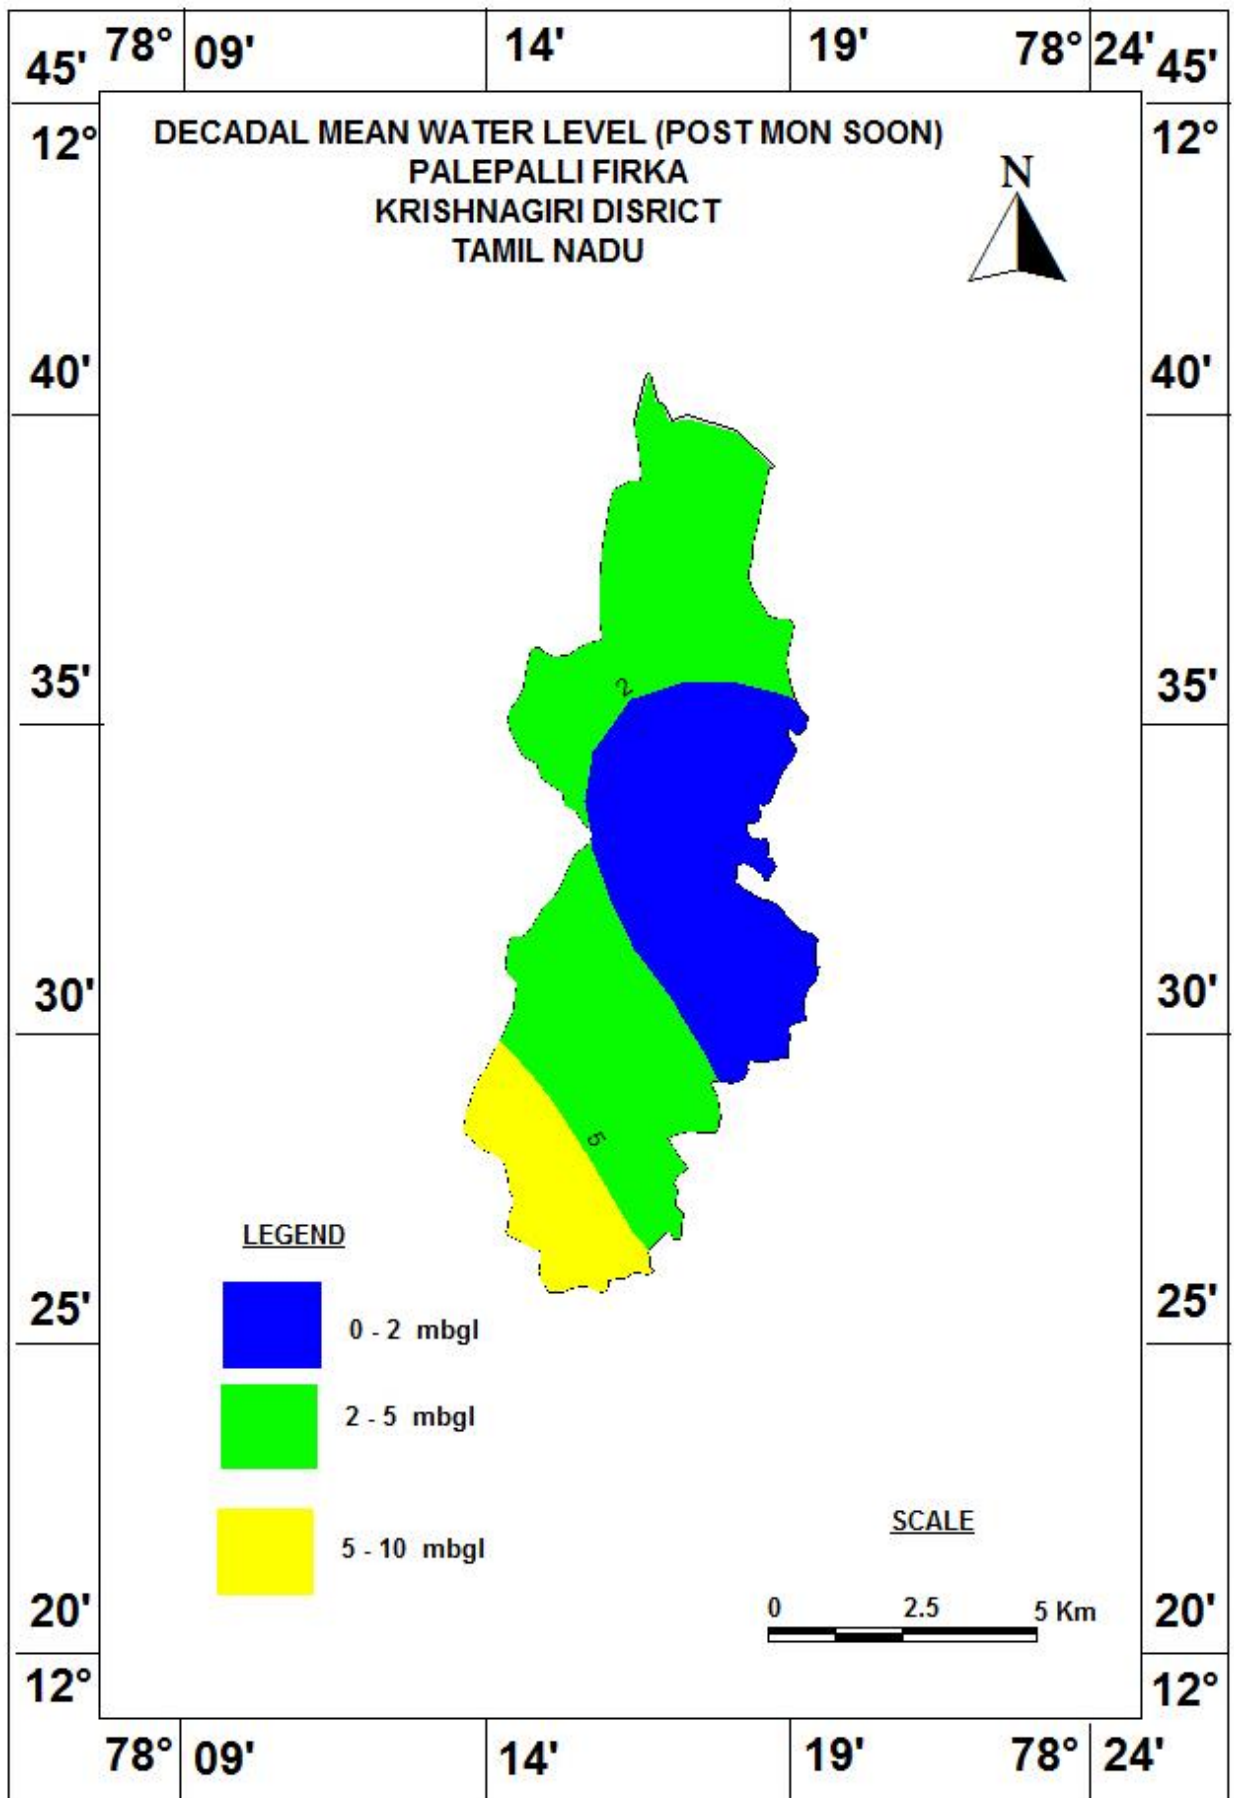 78° 09' 14' 19' 78° 24'
45' 45'
12° 12°
DECADAL MEAN WATER LEVEL (POST MON SOON)
PALEPALLI FIRKA
KRISHNAGIRI DISRICT
TAMIL NADU
N
40' 40'
35' 35'
2
30' 30'
5
LEGEND
25' 25'
0 - 2 mbgl
2 - 5 mbgl
5 - 10 mbgl
SCALE
0 2.5 5 Km
20' 20'
12° 12°
78° 09' 14' 19' 78° 24'